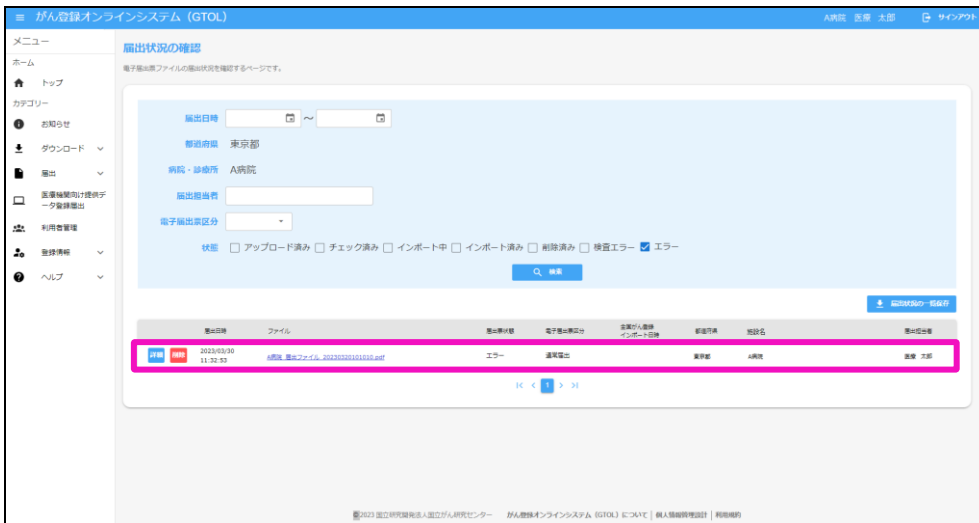 がん登録オンラインシステム（GTOL）
A病院 医療 太郎 サインアウト
メニュー
ホーム
トップ
カテゴリー
お知らせ
ダウンロード
届出
医療機関向け提供データ登録届出
利用者管理
登録情報
ヘルプ
届出状況の確認
電子届出票ファイルの届出状況を確認するページです。
届出日時 ～
都道府県 東京都
病院・診療所 A病院
届出担当者
電子届出票区分
状態 アップロード済み チェック済み インポート中 インポート済み 削除済み 検査エラー エラー
検索
届出状況の一覧保存
届出日時 ファイル 届出票状態 電子届出票区分 全国がん登録インポート日時 都道府県 施設名 届出担当者
詳細 削除 2023/03/30 11:32:53 A病院_届出ファイル_20230320101010.pdf エラー 通常届出 東京都 A病院 医療 太郎
1
©2023 国立研究開発法人国立がん研究センター がん登録オンラインシステム（GTOL）について | 個人情報管理設計 | 利用規約